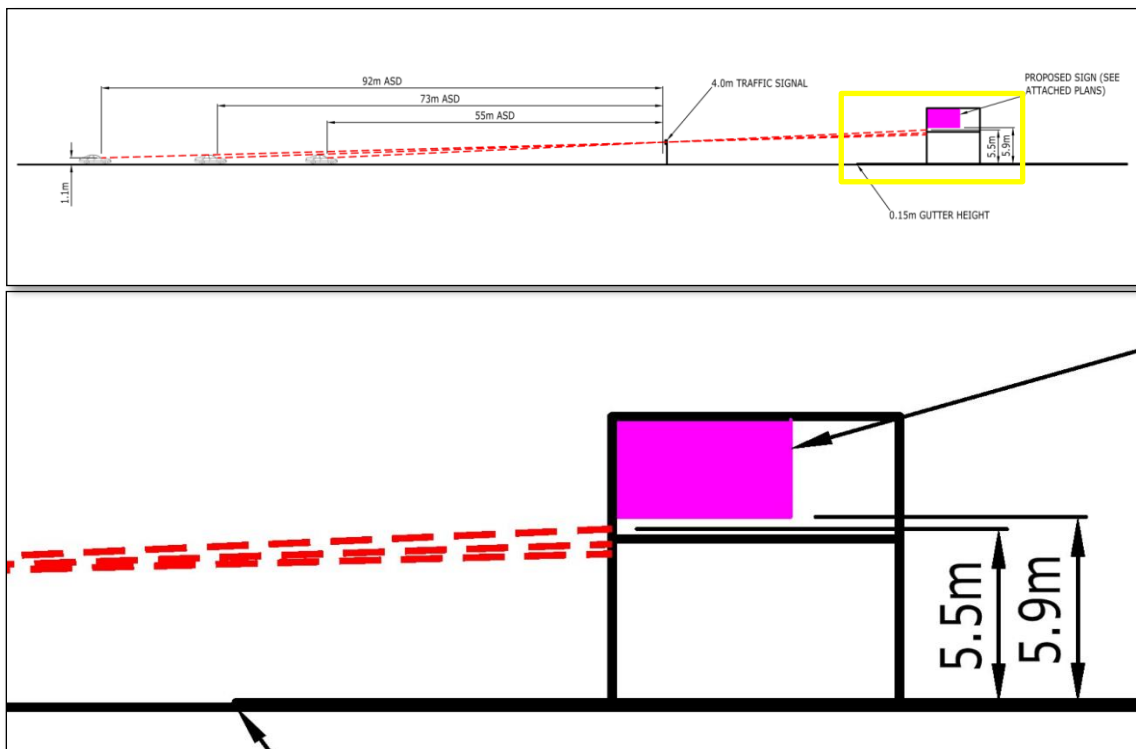 92m ASD
4.0m TRAFFIC SIGNAL
PROPOSED SIGN (SEE
ATTACHED PLANS)
73m ASD
55m ASD
1.1m
5.5m
5.9m
0.15m GUTTER HEIGHT
5.5m
5.9m